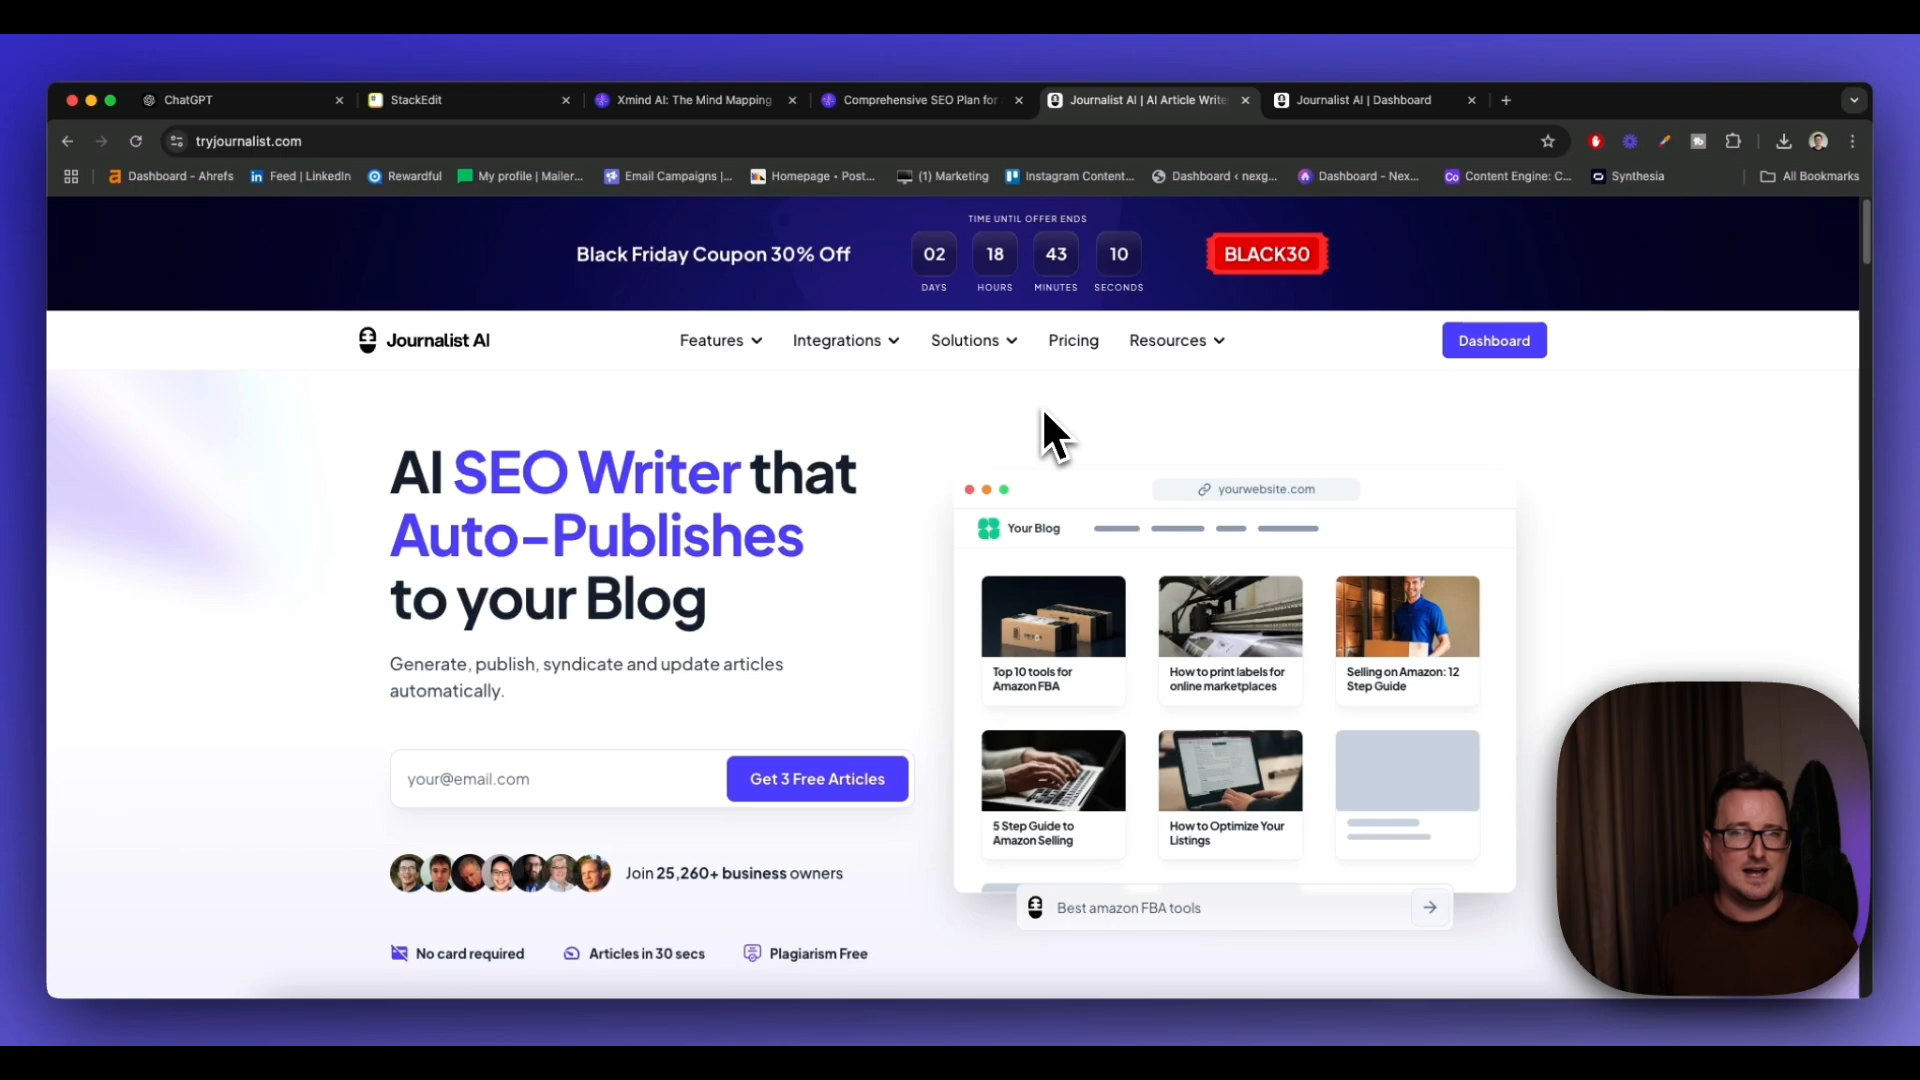 ChatGPT
StackEdit
Xmind AI: The Mind Mapping
Comprehensive SEO Plan for
Journalist AI | AI Article Write
Journalist AI | Dashboard
tryjournalist.com
Dashboard - Ahrefs
Feed | LinkedIn
Rewardful
My profile | Mailer...
Email Campaigns |...
Homepage • Post...
(1) Marketing
Instagram Content...
Dashboard ‹ nexg...
Dashboard - Nex...
Content Engine: C...
Synthesia
All Bookmarks
Black Friday Coupon 30% Off
TIME UNTIL OFFER ENDS
02 18 43 10
DAYS HOURS MINUTES SECONDS
BLACK30
Journalist AI
Features
Integrations
Solutions
Pricing
Resources
Dashboard
AI SEO Writer that
Auto-Publishes
to your Blog
Generate, publish, syndicate and update articles
automatically.
your@email.com
Get 3 Free Articles
Join 25,260+ business owners
No card required
Articles in 30 secs
Plagiarism Free
yourwebsite.com
Your Blog
Top 10 tools for
Amazon FBA
How to print labels for
online marketplaces
Selling on Amazon: 12
Step Guide
5 Step Guide to
Amazon Selling
How to Optimize Your
Listings
Best amazon FBA tools